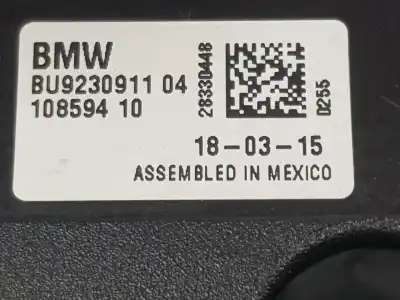 BMW
BU9230911 04
108594 10
28330448
0255
18-03-15
ASSEMBLED IN MEXICO